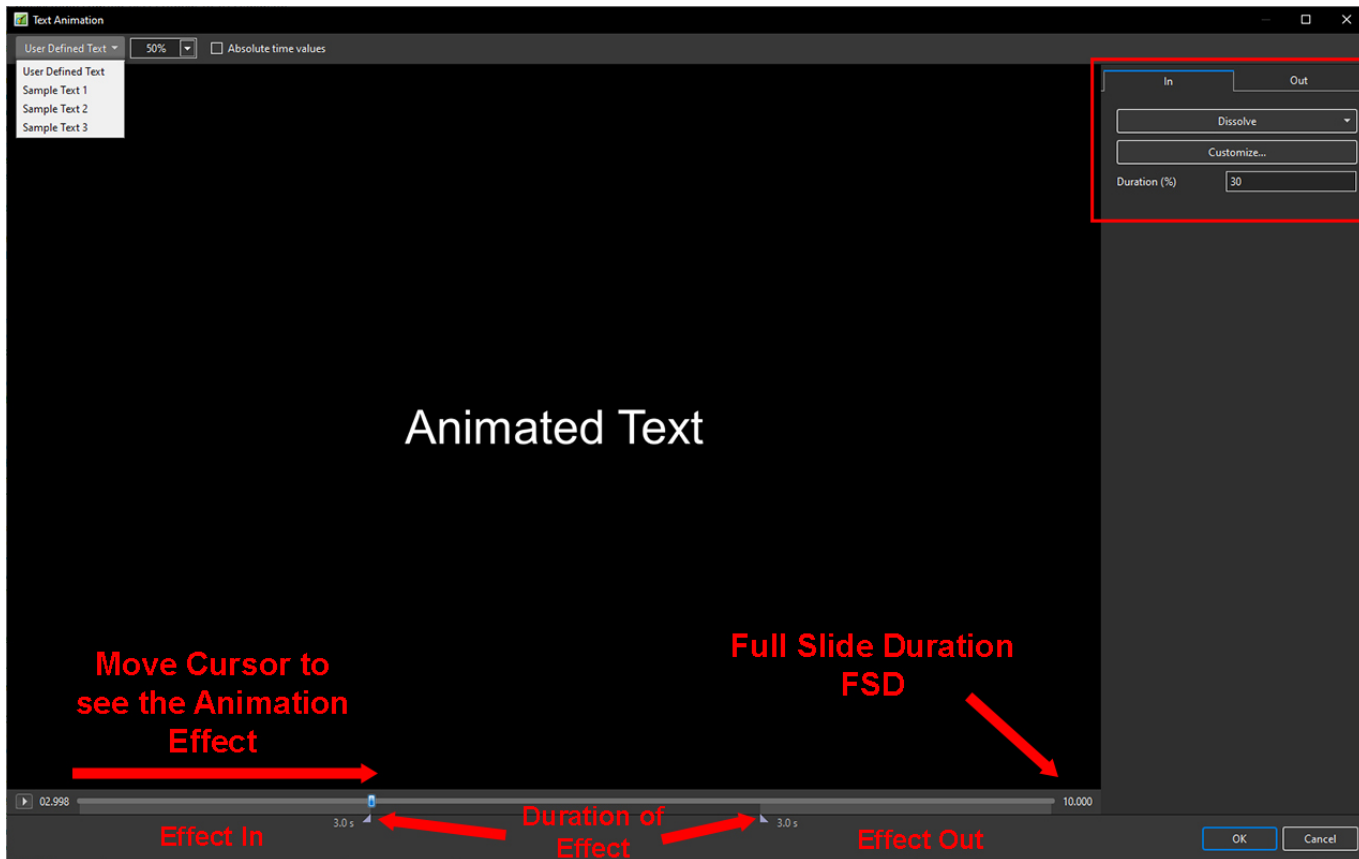 Text Animation
User Defined Text 50% Absolute time values
User Defined Text
Sample Text 1
Sample Text 2
Sample Text 3
In Out
Dissolve
Customize...
Duration (%) 30
Animated Text
Move Cursor to
see the Animation
Effect
Full Slide Duration
FSD
02.998 10.000
3.0 s 3.0 s
Effect In
Duration of
Effect
Effect Out
OK Cancel